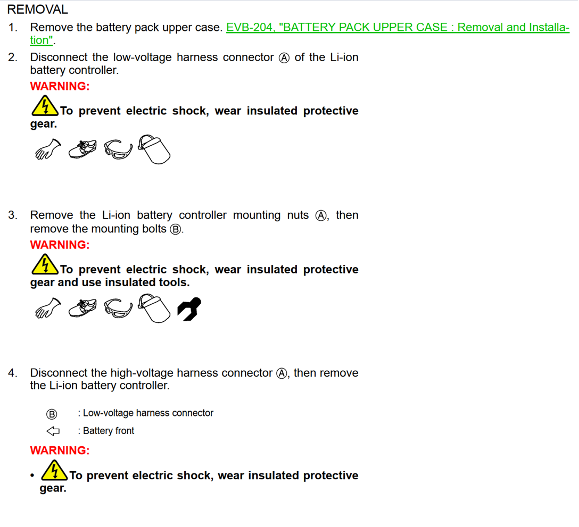 REMOVAL
1. Remove the battery pack upper case. EVB-204, "BATTERY PACK UPPER CASE : Removal and Installa-
tion".
2. Disconnect the low-voltage harness connector Ⓐ of the Li-ion
battery controller.
WARNING:
To prevent electric shock, wear insulated protective
gear.
3. Remove the Li-ion battery controller mounting nuts Ⓐ, then
remove the mounting bolts Ⓑ.
WARNING:
To prevent electric shock, wear insulated protective
gear and use insulated tools.
4. Disconnect the high-voltage harness connector Ⓐ, then remove
the Li-ion battery controller.
Ⓑ : Low-voltage harness connector
: Battery front
WARNING:
• To prevent electric shock, wear insulated protective
gear.